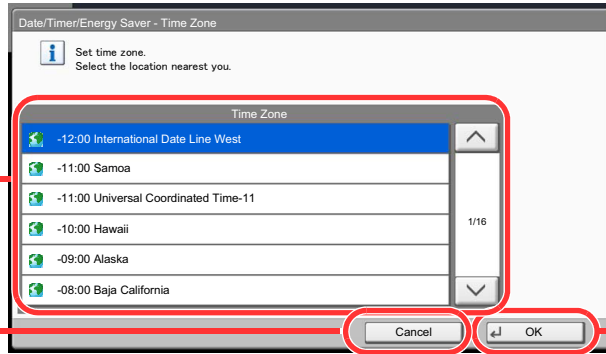 Date/Timer/Energy Saver - Time Zone
Set time zone.
Select the location nearest you.
Time Zone
-12:00 International Date Line West
-11:00 Samoa
-11:00 Universal Coordinated Time-11
-10:00 Hawaii
1/16
-09:00 Alaska
-08:00 Baja California
Cancel
OK